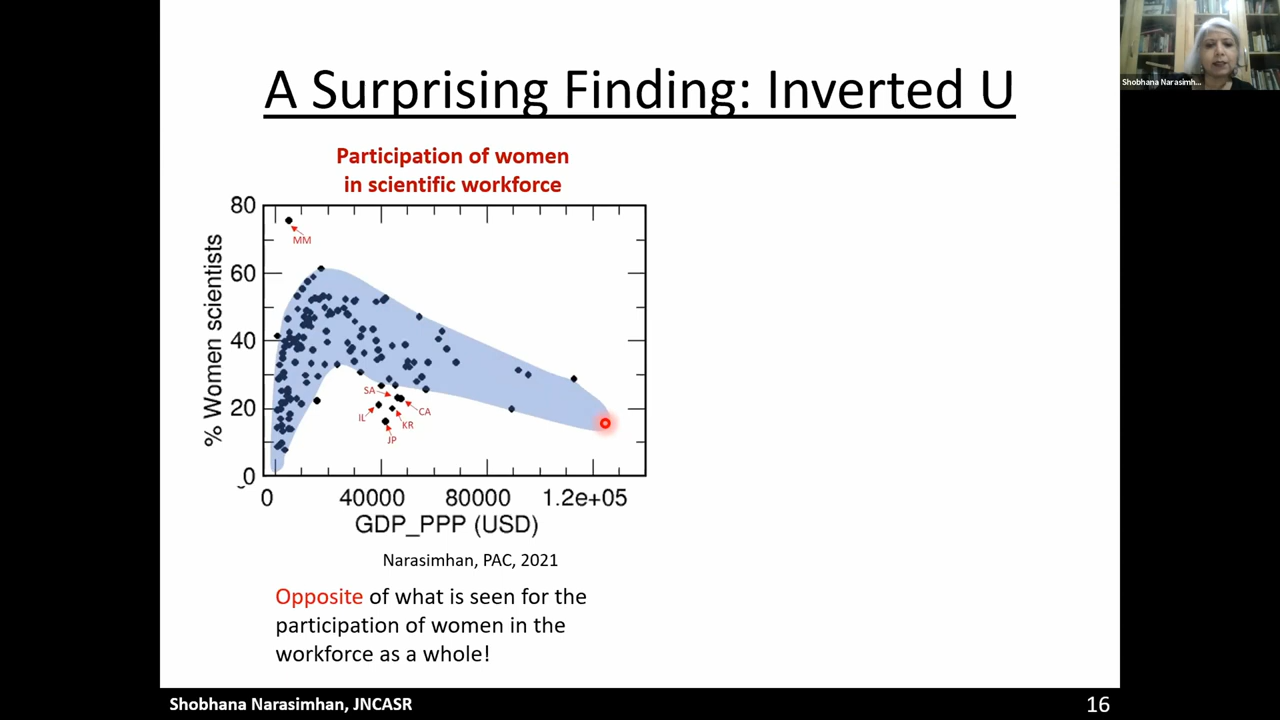 Shobhana Narasimh...
A Surprising Finding: Inverted U
Participation of women
in scientific workforce
80
60
40
20
0
% Women scientists
MM
SA
IL
CA
KR
JP
0 40000 80000 1.2e+05
GDP_PPP (USD)
Narasimhan, PAC, 2021
Opposite of what is seen for the
participation of women in the
workforce as a whole!
Shobhana Narasimhan, JNCASR
16